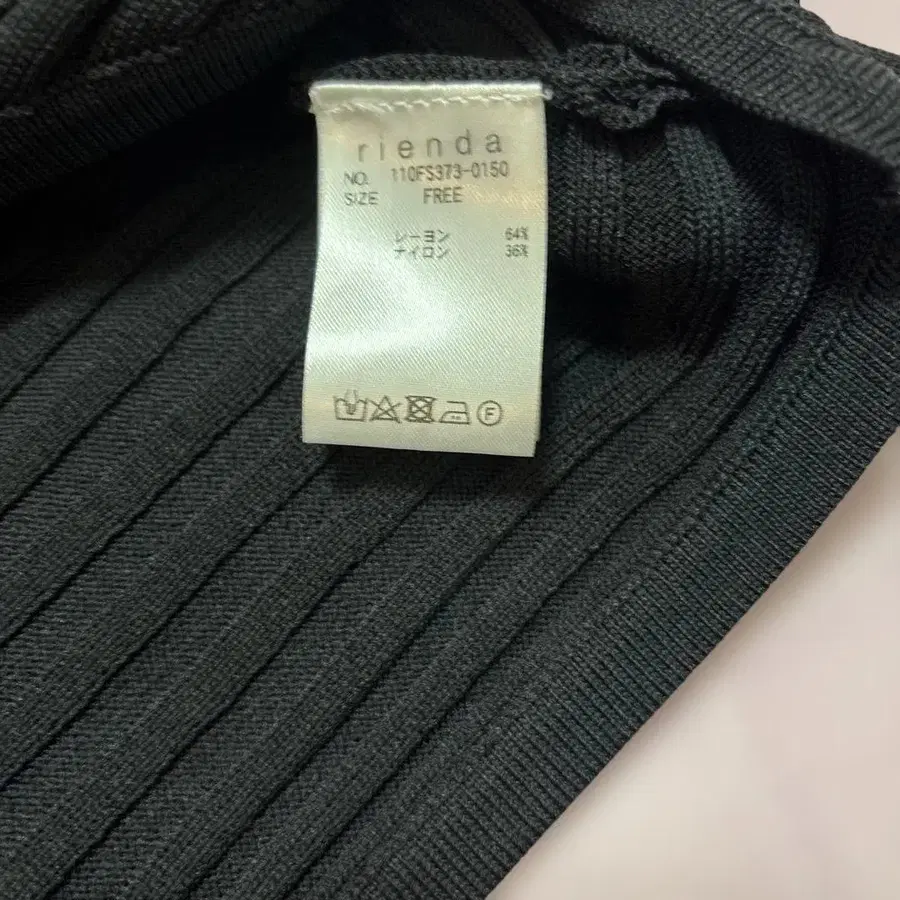 rienda
NO. 110FS373-0150
SIZE FREE
レーヨン 64%
ナイロン 36%
F